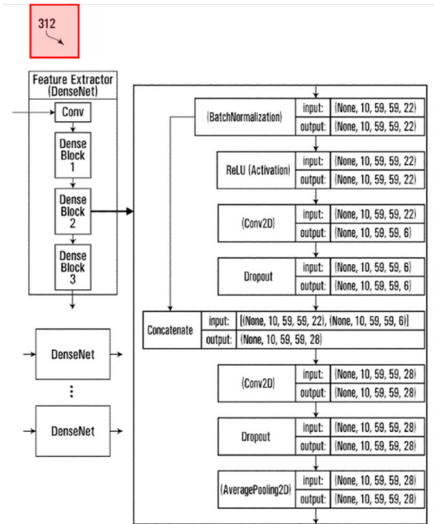 312
Feature Extractor
(DenseNet)
Conv
Dense
Block
1
Dense
Block
2
Dense
Block
3
DenseNet
DenseNet
(BatchNormalization) input: (None, 10, 59, 59, 22)
output: (None, 10, 59, 59, 22)
ReLU (Activation) input: (None, 10, 59, 59, 22)
output: (None, 10, 59, 59, 22)
(Conv2D) input: (None, 10, 59, 59, 22)
output: (None, 10, 59, 59, 6)
Dropout input: (None, 10, 59, 59, 6)
output: (None, 10, 59, 59, 6)
Concatenate input: [(None, 10, 59, 59, 22), (None, 10, 59, 59, 6)]
output: (None, 10, 59, 59, 28)
(Conv2D) input: (None, 10, 59, 59, 28)
output: (None, 10, 59, 59, 28)
Dropout input: (None, 10, 59, 59, 28)
output: (None, 10, 59, 59, 28)
(AveragePooling2D) input: (None, 10, 59, 59, 28)
output: (None, 10, 59, 59, 28)